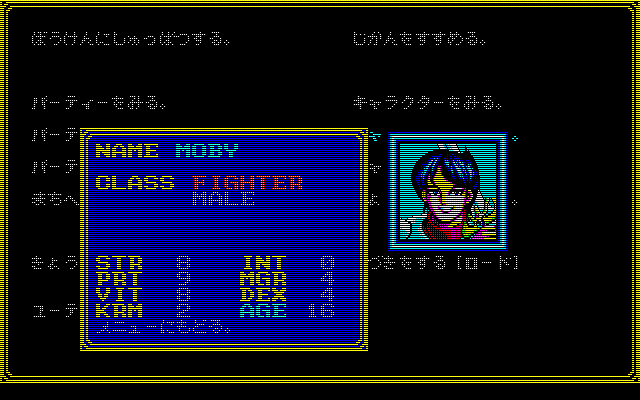 ぼうけんにしゅっぱつする。 じかんをすすめる。
パーティーをみる。 キャラクターをみる。
パーテ
NAME MOBY
パーテ
CLASS FIGHTER
まちへ MALE
きょう STR 8 INT 0 づきをする [ロード]
PRT 9 MGR 4
VIT 8 DEX 4
ユーテ KRM 2 AGE 16
メニューにもどる。